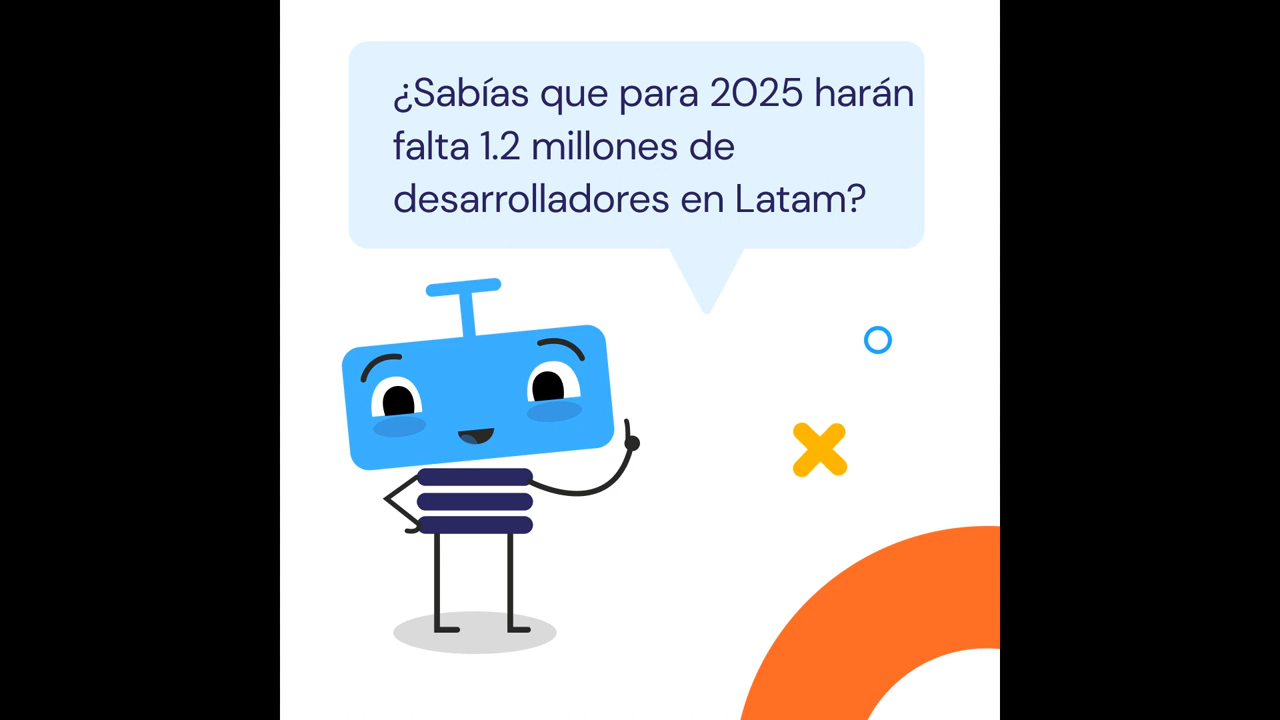 ¿Sabías que para 2025 harán
falta 1.2 millones de
desarrolladores en Latam?